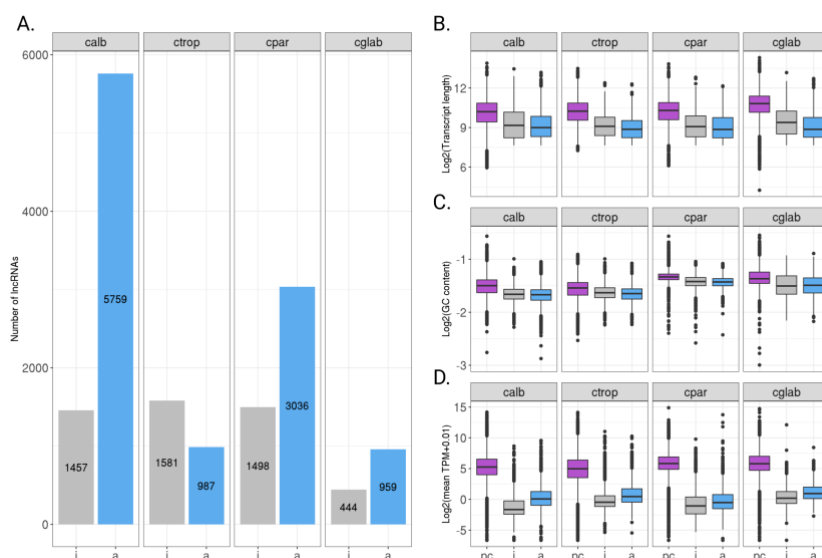 A.
calb ctrop cpar cglab
Number of lncRNAs
6000
4000
2000
0
1457 5759 1581 987 1498 3036 444 959
i a i a i a i a
B.
calb ctrop cpar cglab
Log2(Transcript length)
12
9
6
C.
calb ctrop cpar cglab
Log2(GC content)
-1
-2
-3
D.
calb ctrop cpar cglab
Log2(mean TPM+0.01)
15
10
5
0
-5
pc i a pc i a pc i a pc i a